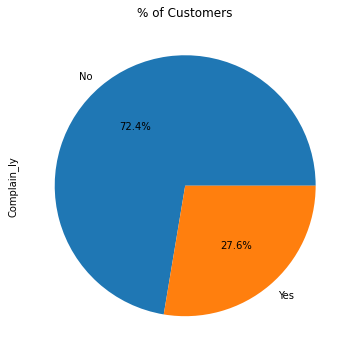 % of Customers
No
72.4%
Complain_ly
27.6%
Yes